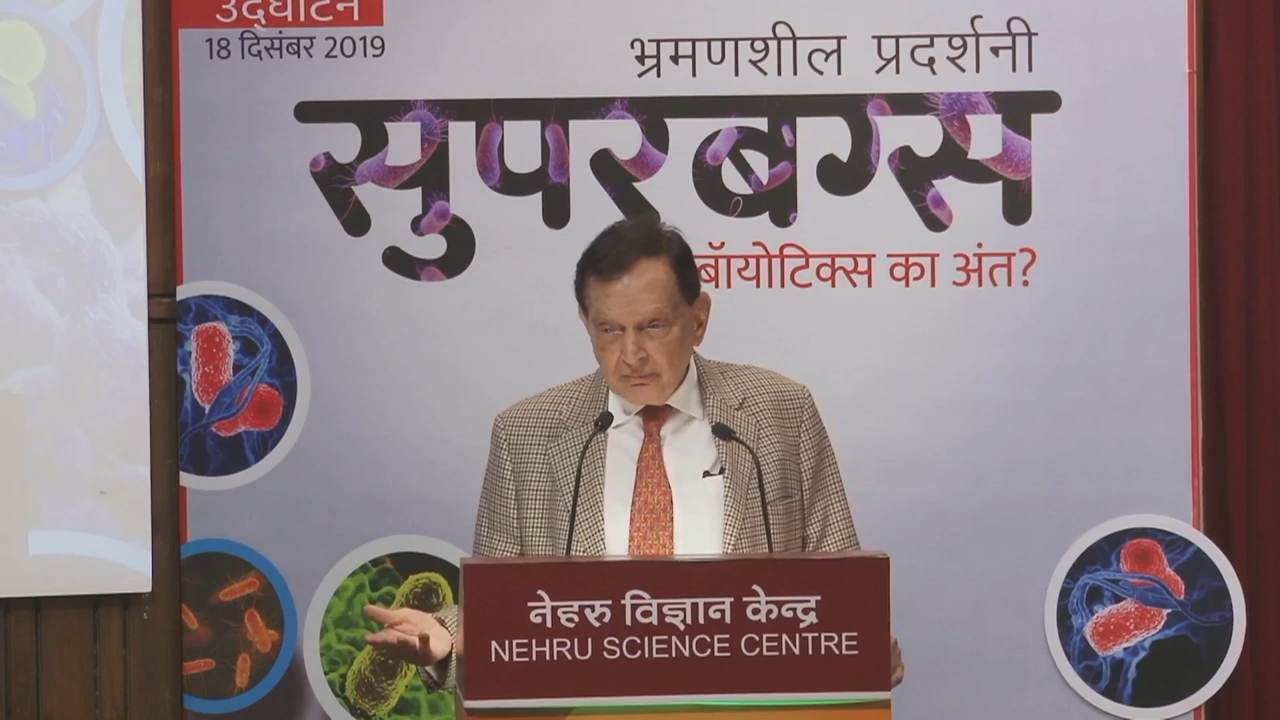 उद्घाटन
18 दिसंबर 2019
भ्रमणशील प्रदर्शनी
सुपरबग्स
बॉयोटिक्स का अंत?
नेहरु विज्ञान केन्द्र
NEHRU SCIENCE CENTRE